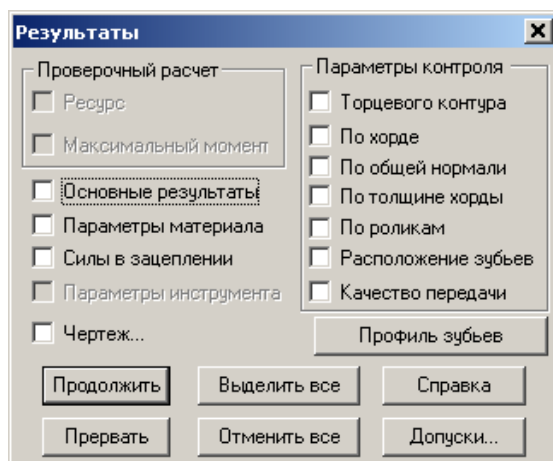 Результаты
Проверочный расчет
Ресурс
Максимальный момент
Основные результаты
Параметры материала
Силы в зацеплении
Параметры инструмента
Чертеж...
Параметры контроля
Торцевого контура
По хорде
По общей нормали
По толщине хорды
По роликам
Расположение зубьев
Качество передачи
Профиль зубьев
Продолжить
Выделить все
Справка
Прервать
Отменить все
Допуски...